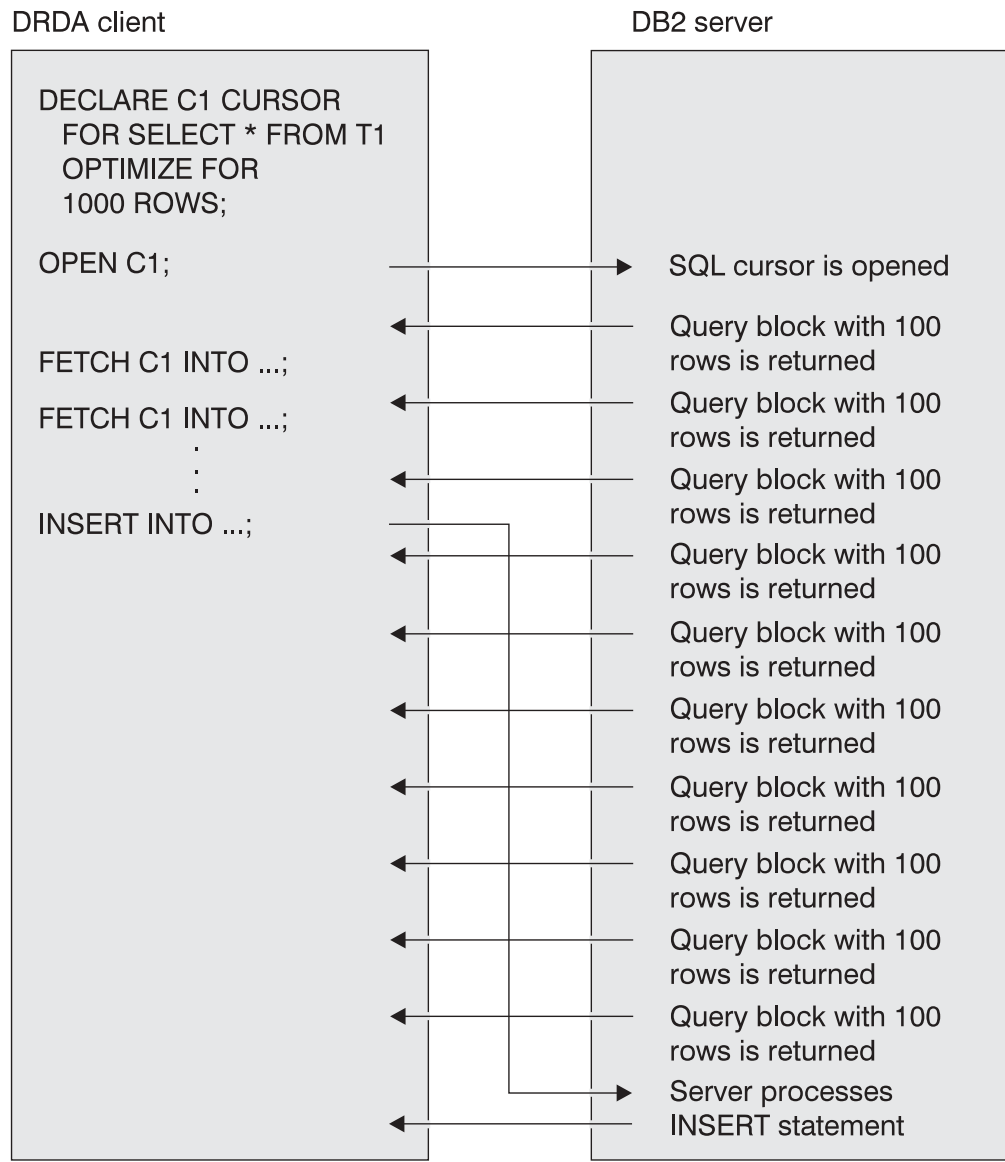 DRDA client
DB2 server
DECLARE C1 CURSOR
FOR SELECT * FROM T1
OPTIMIZE FOR
1000 ROWS;
OPEN C1;
SQL cursor is opened
Query block with 100
rows is returned
FETCH C1 INTO ...;
Query block with 100
rows is returned
FETCH C1 INTO ...;
.
.
.
Query block with 100
rows is returned
INSERT INTO ...;
Query block with 100
rows is returned
Query block with 100
rows is returned
Query block with 100
rows is returned
Query block with 100
rows is returned
Query block with 100
rows is returned
Query block with 100
rows is returned
Query block with 100
rows is returned
Server processes
INSERT statement